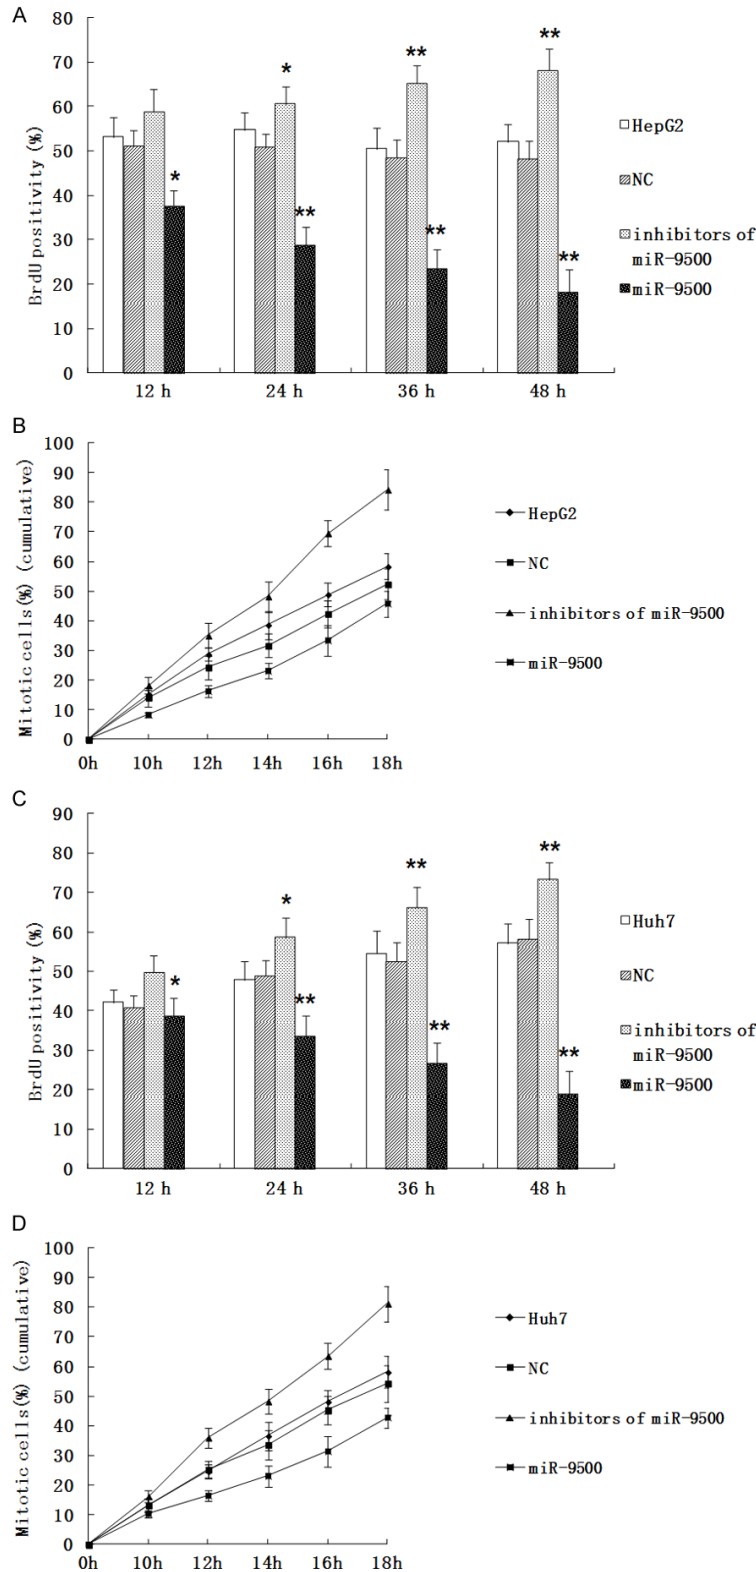 A
80
70
60
50
40
30
20
10
0
BrdU positivity (%)
*
*
**
**
**
**
**
12 h
24 h
36 h
48 h
HepG2
NC
inhibitors of
miR-9500
miR-9500
B
100
90
80
70
60
50
40
30
20
10
0
Mitotic cells(%) (cumulative)
0h
10h
12h
14h
16h
18h
HepG2
NC
inhibitors of miR-9500
miR-9500
C
90
80
70
60
50
40
30
20
10
0
BrdU positivity (%)
*
*
**
**
**
**
**
12 h
24 h
36 h
48 h
Huh7
NC
inhibitors of
miR-9500
miR-9500
D
100
90
80
70
60
50
40
30
20
10
0
Mitotic cells(%) (cumulative)
0h
10h
12h
14h
16h
18h
Huh7
NC
inhibitors of miR-9500
miR-9500